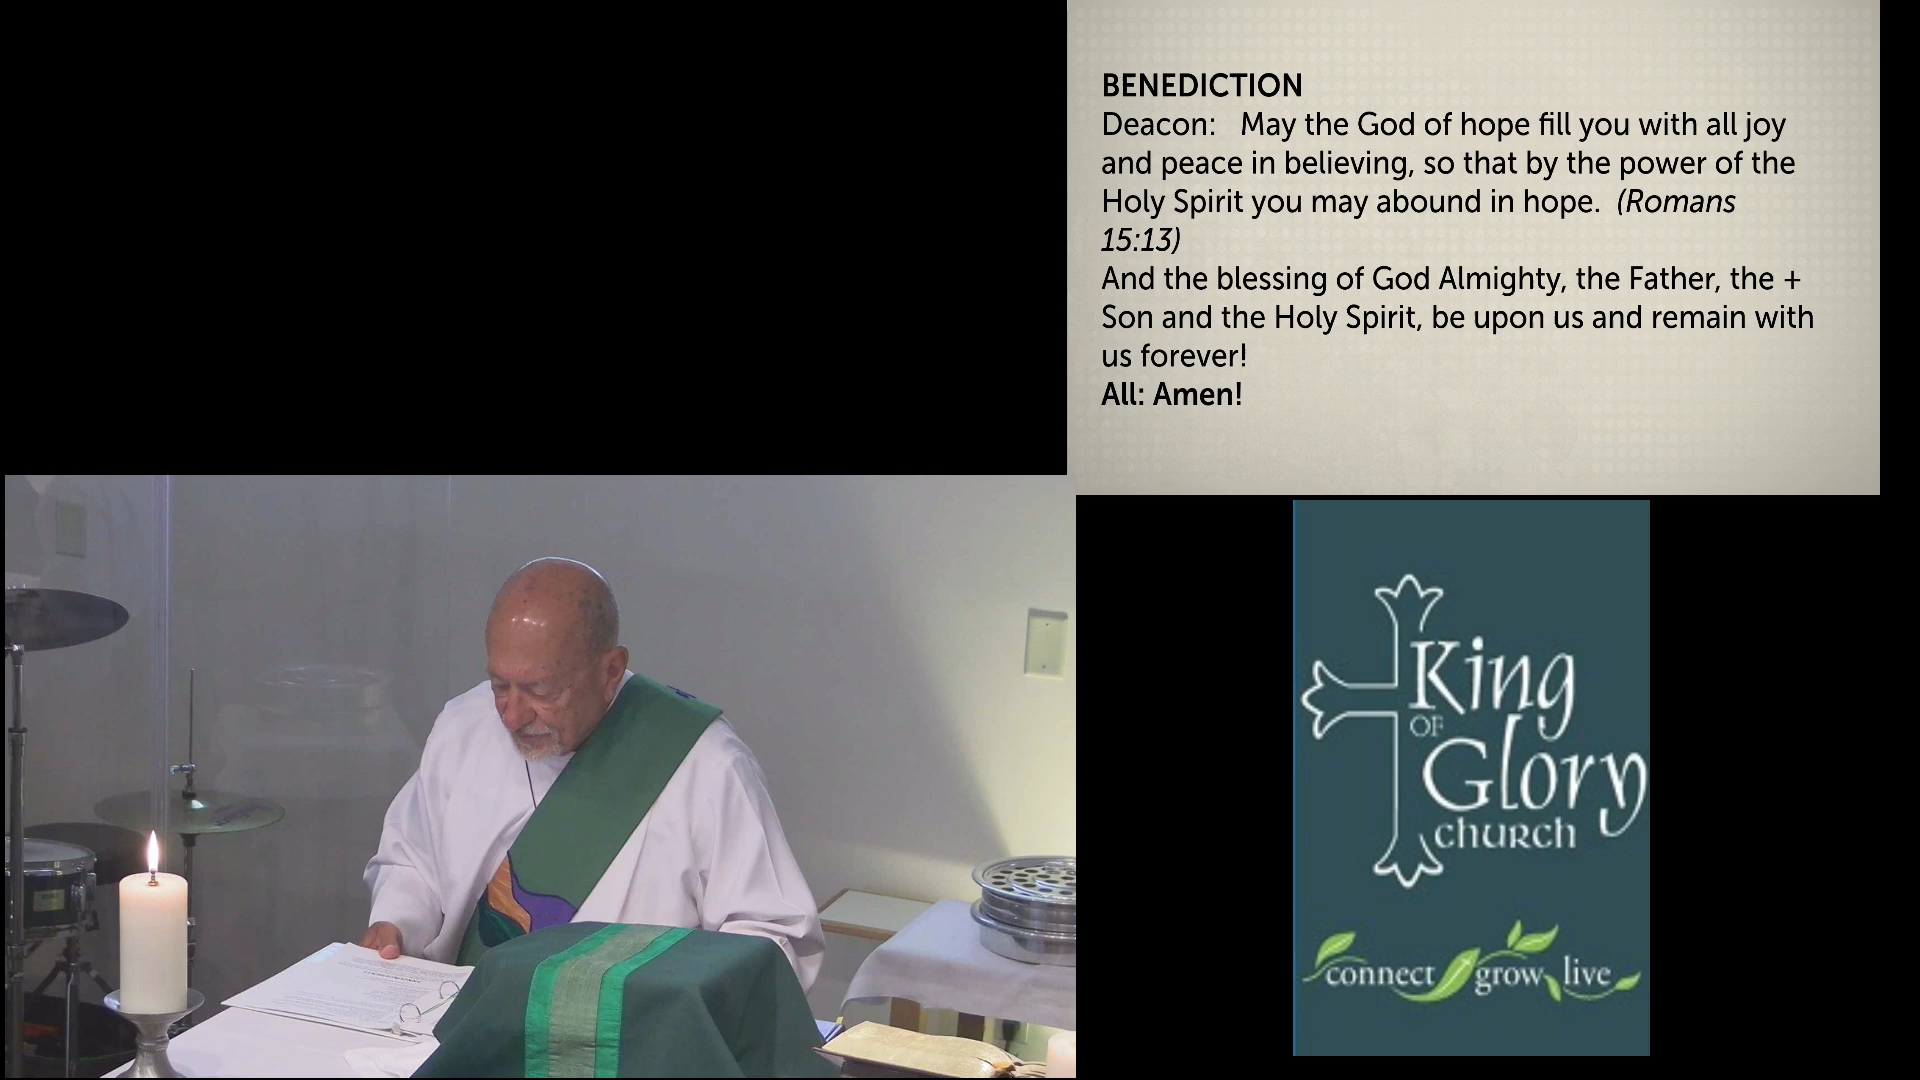 BENEDICTION
Deacon:   May the God of hope fill you with all joy
and peace in believing, so that by the power of the
Holy Spirit you may abound in hope.  (Romans
15:13)
And the blessing of God Almighty, the Father, the +
Son and the Holy Spirit, be upon us and remain with
us forever!
All: Amen!
King
OF
Glory
church
connect grow live